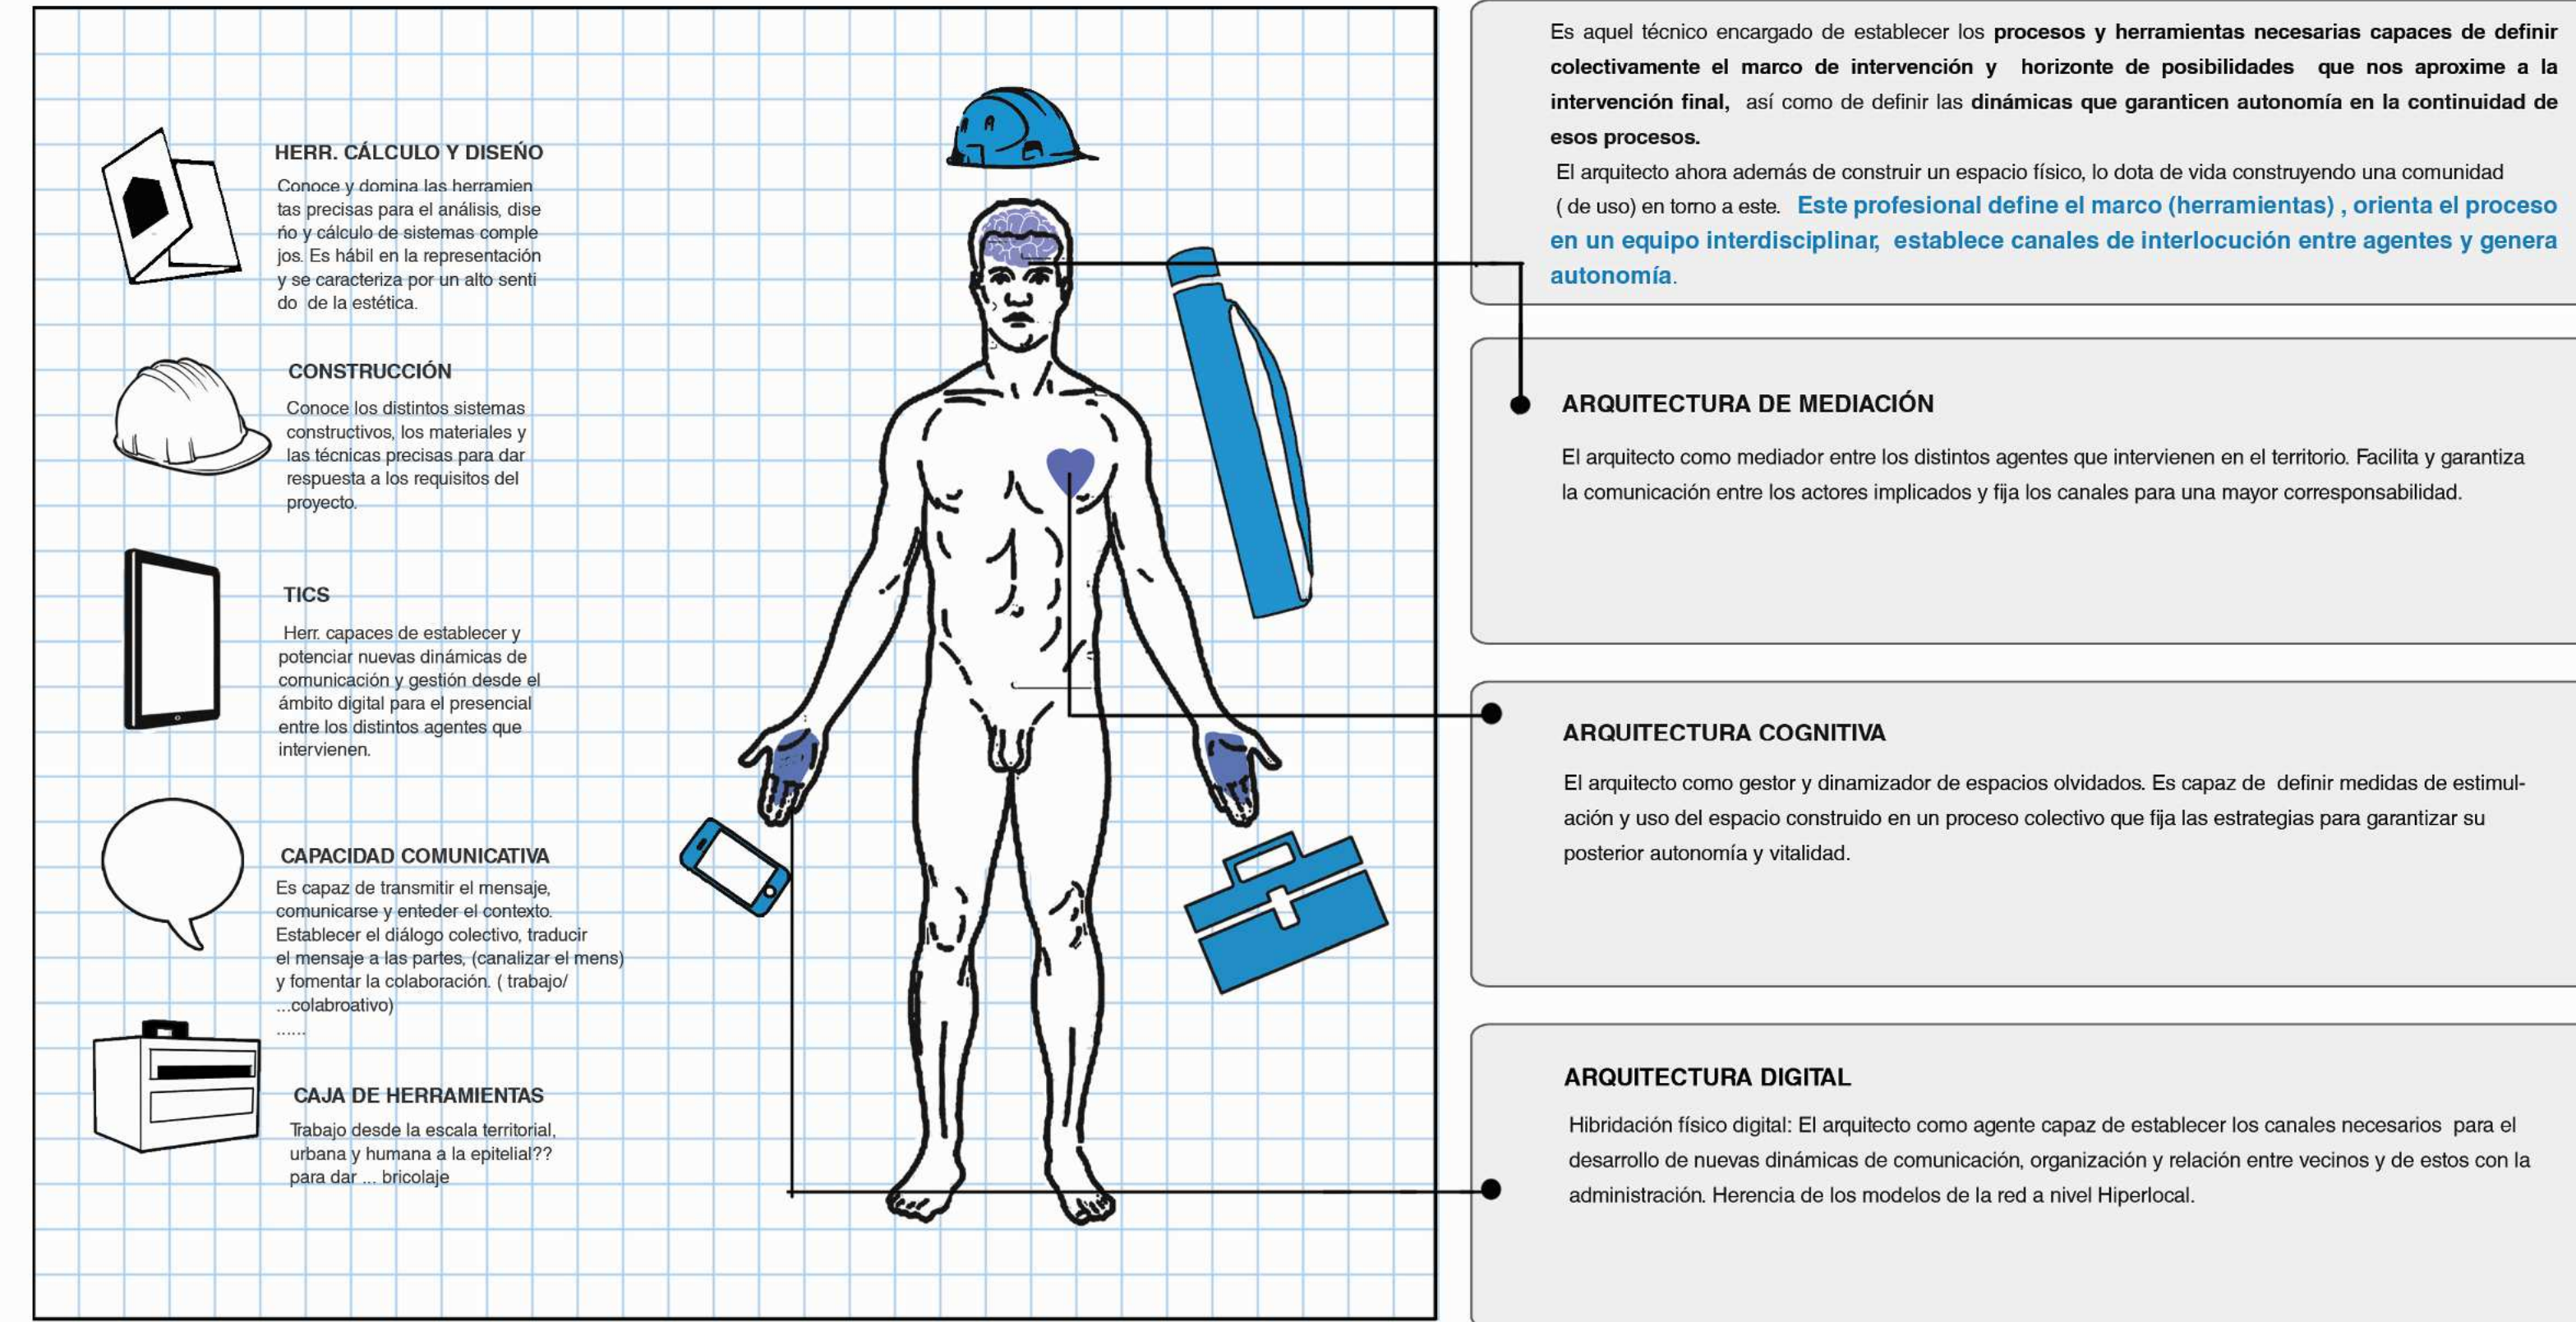 HERR. CÁLCULO Y DISEŃO
Conoce y domina las herramien
tas precisas para el análisis, dise
ńo y cálculo de sistemas comple
jos. Es hábil en la representación
y se caracteriza por un alto senti
do de la estética.
CONSTRUCCIÓN
Conoce los distintos sistemas
constructivos, los materiales y
las técnicas precisas para dar
respuesta a los requisitos del
proyecto.
TICS
Herr. capaces de establecer y
potenciar nuevas dinámicas de
comunicación y gestión desde el
ámbito digital para el presencial
entre los distintos agentes que
intervienen.
CAPACIDAD COMUNICATIVA
Es capaz de transmitir el mensaje,
comunicarse y enteder el contexto.
Establecer el diálogo colectivo, traducir
el mensaje a las partes, (canalizar el mens)
y fomentar la colaboración. ( trabajo/
...colabroativo)
......
CAJA DE HERRAMIENTAS
Trabajo desde la escala territorial,
urbana y humana a la epitelial??
para dar ... bricolaje
Es aquel técnico encargado de establecer los procesos y herramientas necesarias capaces de definir
colectivamente el marco de intervención y horizonte de posibilidades que nos aproxime a la
intervención final, así como de definir las dinámicas que garanticen autonomía en la continuidad de
esos procesos.
El arquitecto ahora además de construir un espacio físico, lo dota de vida construyendo una comunidad
( de uso) en torno a este. Este profesional define el marco (herramientas) , orienta el proceso
en un equipo interdisciplinar, establece canales de interlocución entre agentes y genera
autonomía.
ARQUITECTURA DE MEDIACIÓN
El arquitecto como mediador entre los distintos agentes que intervienen en el territorio. Facilita y garantiza
la comunicación entre los actores implicados y fija los canales para una mayor corresponsabilidad.
ARQUITECTURA COGNITIVA
El arquitecto como gestor y dinamizador de espacios olvidados. Es capaz de definir medidas de estimul-
ación y uso del espacio construido en un proceso colectivo que fija las estrategias para garantizar su
posterior autonomía y vitalidad.
ARQUITECTURA DIGITAL
Hibridación físico digital: El arquitecto como agente capaz de establecer los canales necesarios para el
desarrollo de nuevas dinámicas de comunicación, organización y relación entre vecinos y de estos con la
administración. Herencia de los modelos de la red a nivel Hiperlocal.